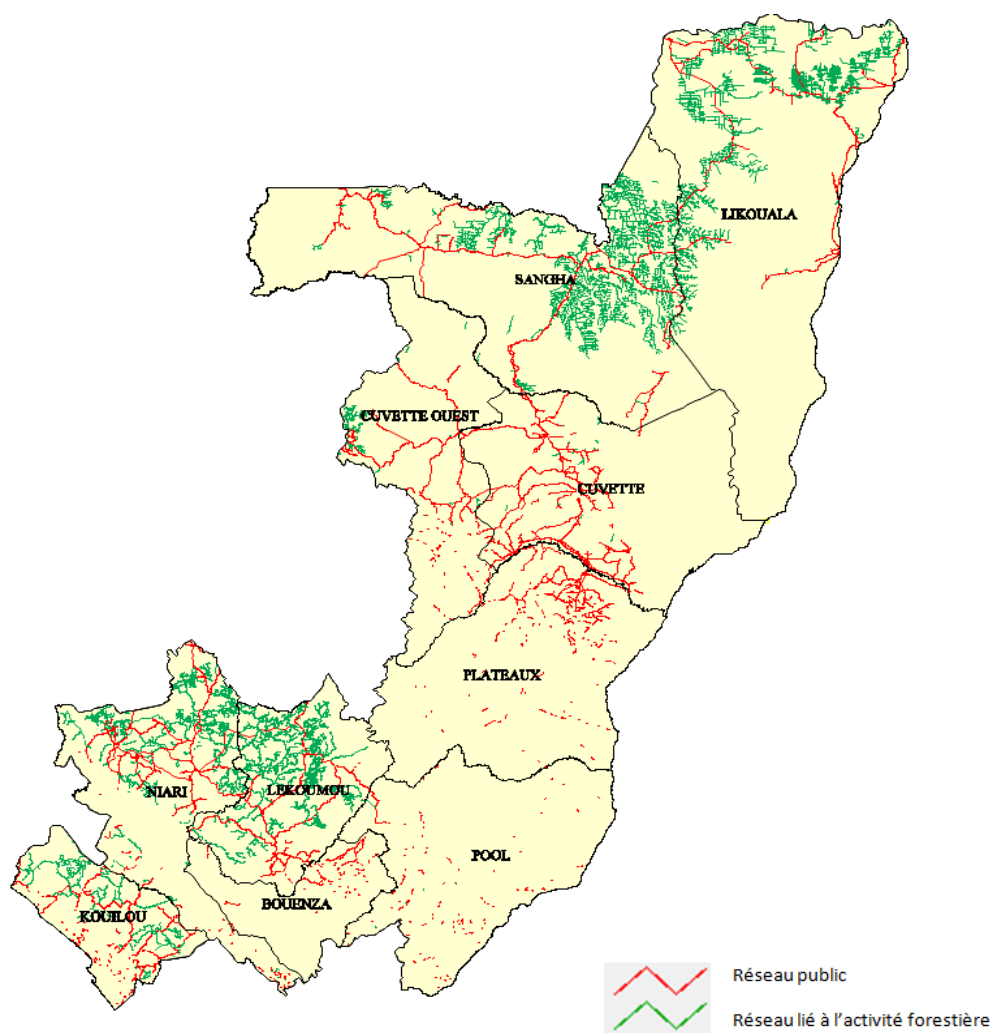 LIKOUALA
SANGHA
CUVETTE OUEST
CUVETTE
PLATEAUX
NIARI
LEKOUMOU
POOL
BOUENZA
KOUILOU
Réseau public
Réseau lié à l'activité forestière